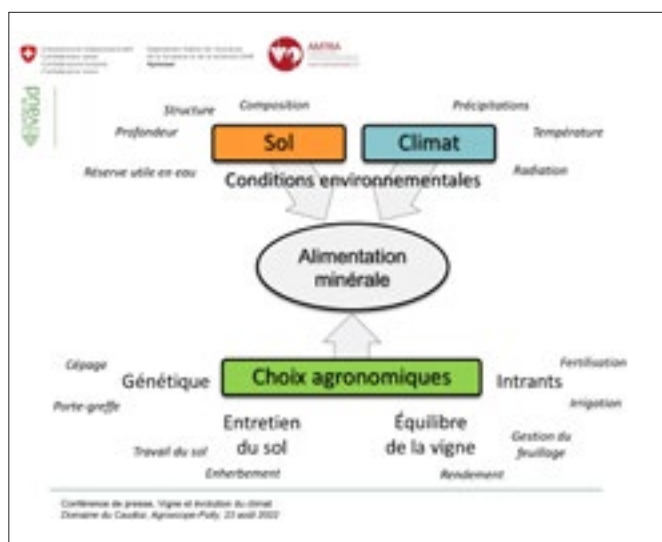 AMTRA
vaud
Structure
Composition
Précipitations
Profondeur
Sol
Climat
Température
Réserve utile en eau
Conditions environnementales
Radiation
Alimentation
minérale
Cépage
Génétique
Choix agronomiques
Intrants
Fertilisation
Porte-greffe
Irrigation
Entretien
du sol
Équilibre
de la vigne
Travail du sol
Gestion du
feuillage
Enherbement
Rendement
Conférence de presse, Vigne et évolution du climat
Domaine du Caudoz, Agroscope-Pully, 23 août 2022